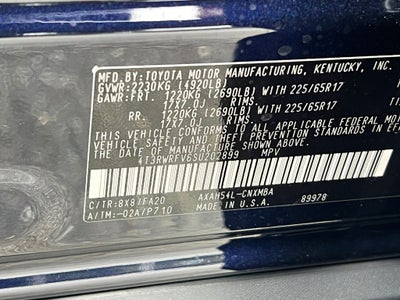 MFD.BY:TOYOTA MOTOR MANUFACTURING, KENTUCKY, INC.
GVWR:2230KG (4920LB)
GAWR:FRT. 1220KG (2690LB) WITH 225/65R17
17X7.0J RIMS.
RR. 1220KG (2690LB) WITH 225/65R17
17X7.0J RIMS.
THIS VEHICLE CONFORMS TO ALL APPLICABLE FEDERAL MOTOR
VEHICLE SAFETY AND THEFT PREVENTION STANDARDS
IN EFFECT ON THE DATE OF MANUFACTURE SHOWN ABOVE.
4T3RWRFV6SU202899 MPV
C/TR:8X8/FA20 AXAH54L-CNXMBA
A/TM:-02A/P710 MADE IN U.S.A. 89978